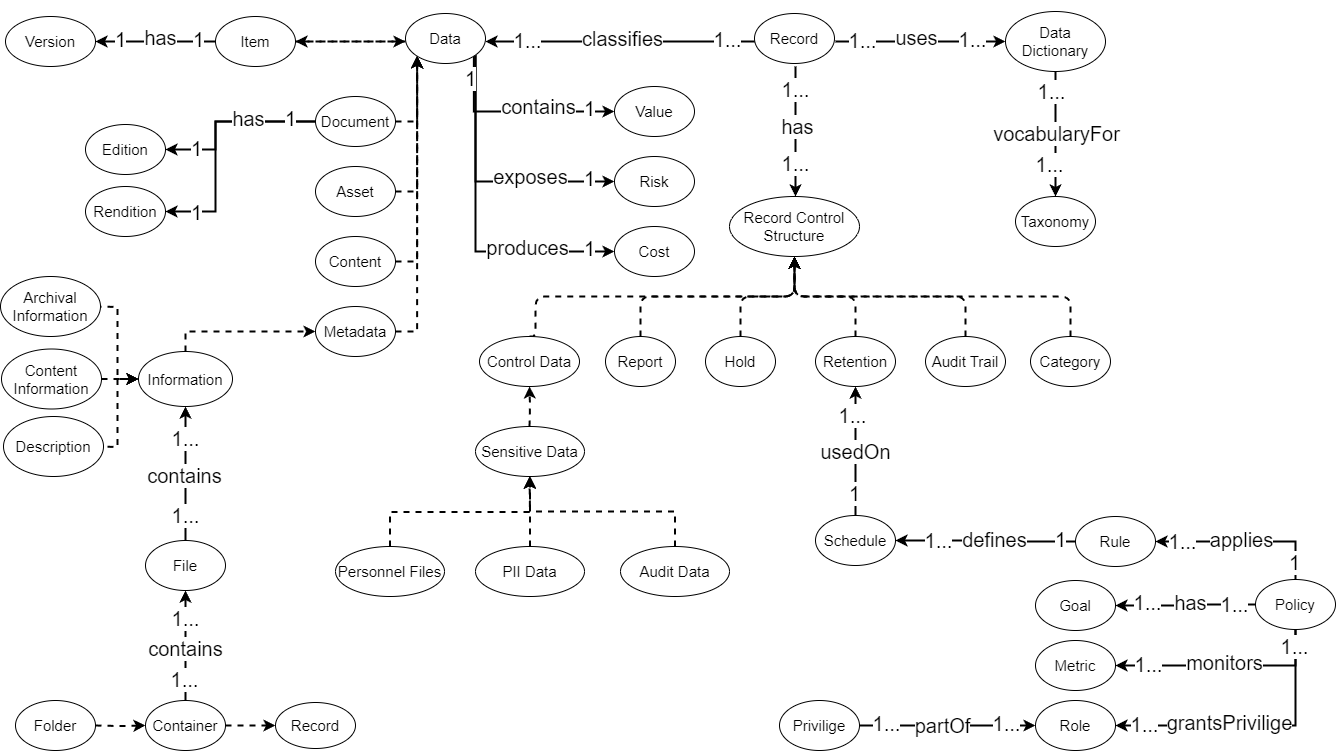 Version
1
has
1
Item
Data
1...
classifies
1...
Record
1...
uses
1...
Data
Dictionary
1
contains
1
Value
exposes
1
Risk
produces
1
Cost
1...
has
1...
Record Control
Structure
1...
vocabularyFor
1...
Taxonomy
Document
1
has
1
Edition
1
Rendition
Asset
Content
Metadata
Archival
Information
Content
Information
Description
Information
1...
contains
1...
File
1...
contains
1...
Folder
Container
Record
Control Data
Report
Hold
Retention
Audit Trail
Category
Sensitive Data
Personnel Files
PII Data
Audit Data
1...
usedOn
1
Schedule
1...
defines
1
Rule
1...
applies
1
Policy
Goal
1...
has
1...
Metric
1...
monitors
1...
Privilige
1...
partOf
1...
Role
1...
grantsPrivilige